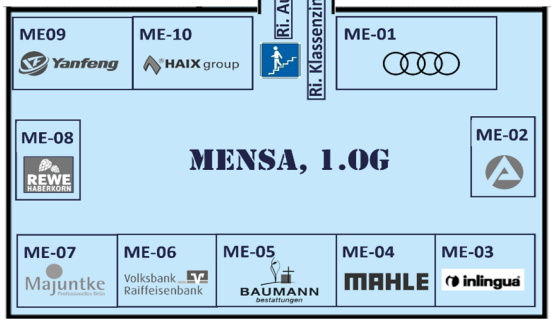 ME09
Yanfeng
ME-10
HAIX group
Ri. Au
Ri. Klassenzin
ME-01
ME-08
REWE
HABERKORN
MENSA, 1.OG
ME-02
ME-07
Majuntke
ME-06
Volksbank
Raiffeisenbank
ME-05
BAUMANN
bestattungen
ME-04
MAHLE
ME-03
inlingua